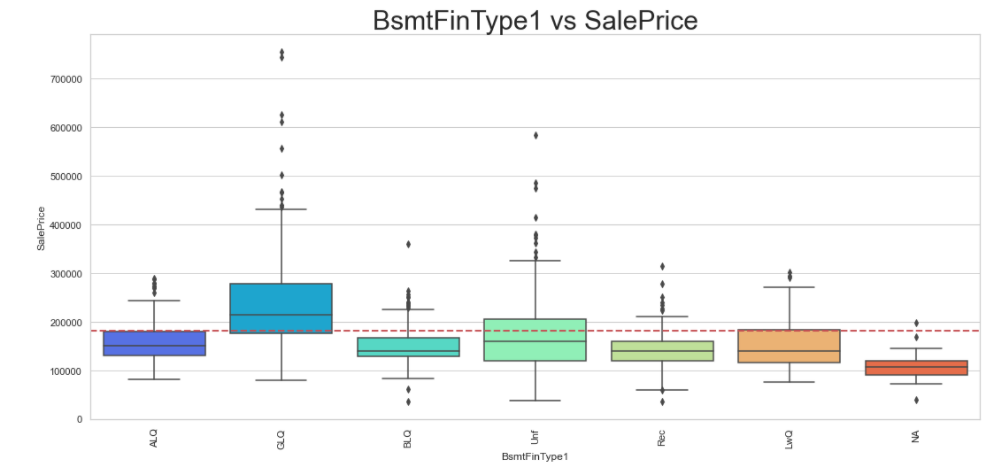 BsmtFinType1 vs SalePrice
700000
600000
500000
400000
300000
200000
100000
0
SalePrice
ALQ
GLQ
BLQ
Unf
Rec
LwQ
NA
BsmtFinType1